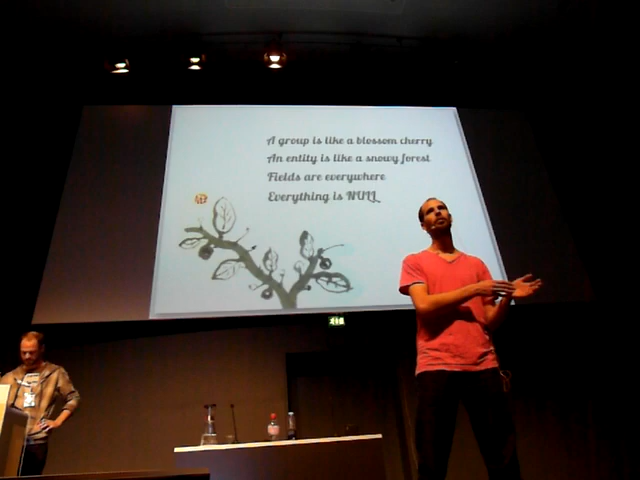 A group is like a blossom cherry
An entity is like a snowy forest
Fields are everywhere
Everything is NULL